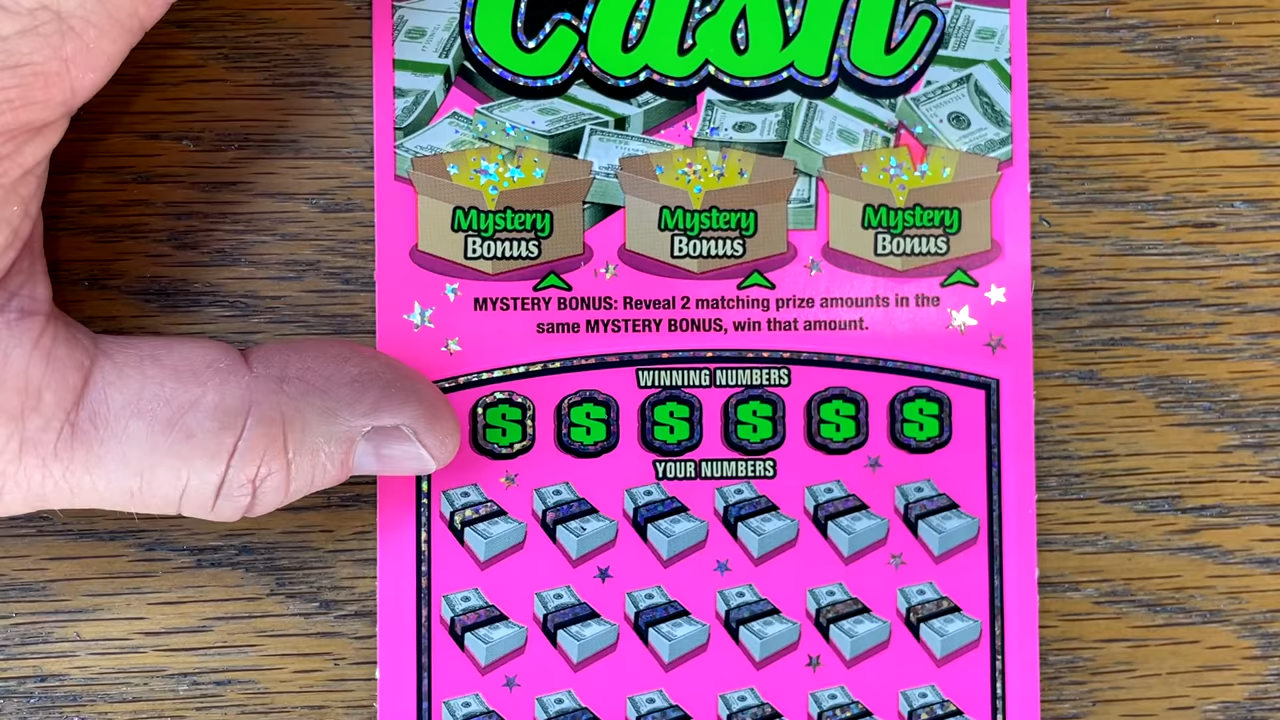 Cash
Mystery
Bonus
Mystery
Bonus
Mystery
Bonus
MYSTERY BONUS: Reveal 2 matching prize amounts in the
same MYSTERY BONUS, win that amount.
WINNING NUMBERS
$ $ $ $ $ $
YOUR NUMBERS